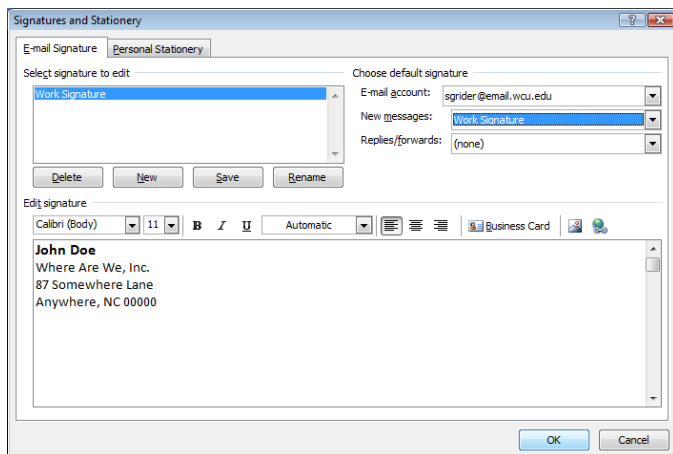 Signatures and Stationery
E-mail Signature
Personal Stationery
Select signature to edit
Choose default signature
Work Signature
E-mail account:
sgrider@email.wcu.edu
New messages:
Work Signature
Replies/forwards:
(none)
Delete
New
Save
Rename
Edit signature
Calibri (Body)
11
B
I
U
Automatic
Business Card
John Doe
Where Are We, Inc.
87 Somewhere Lane
Anywhere, NC 00000
OK
Cancel